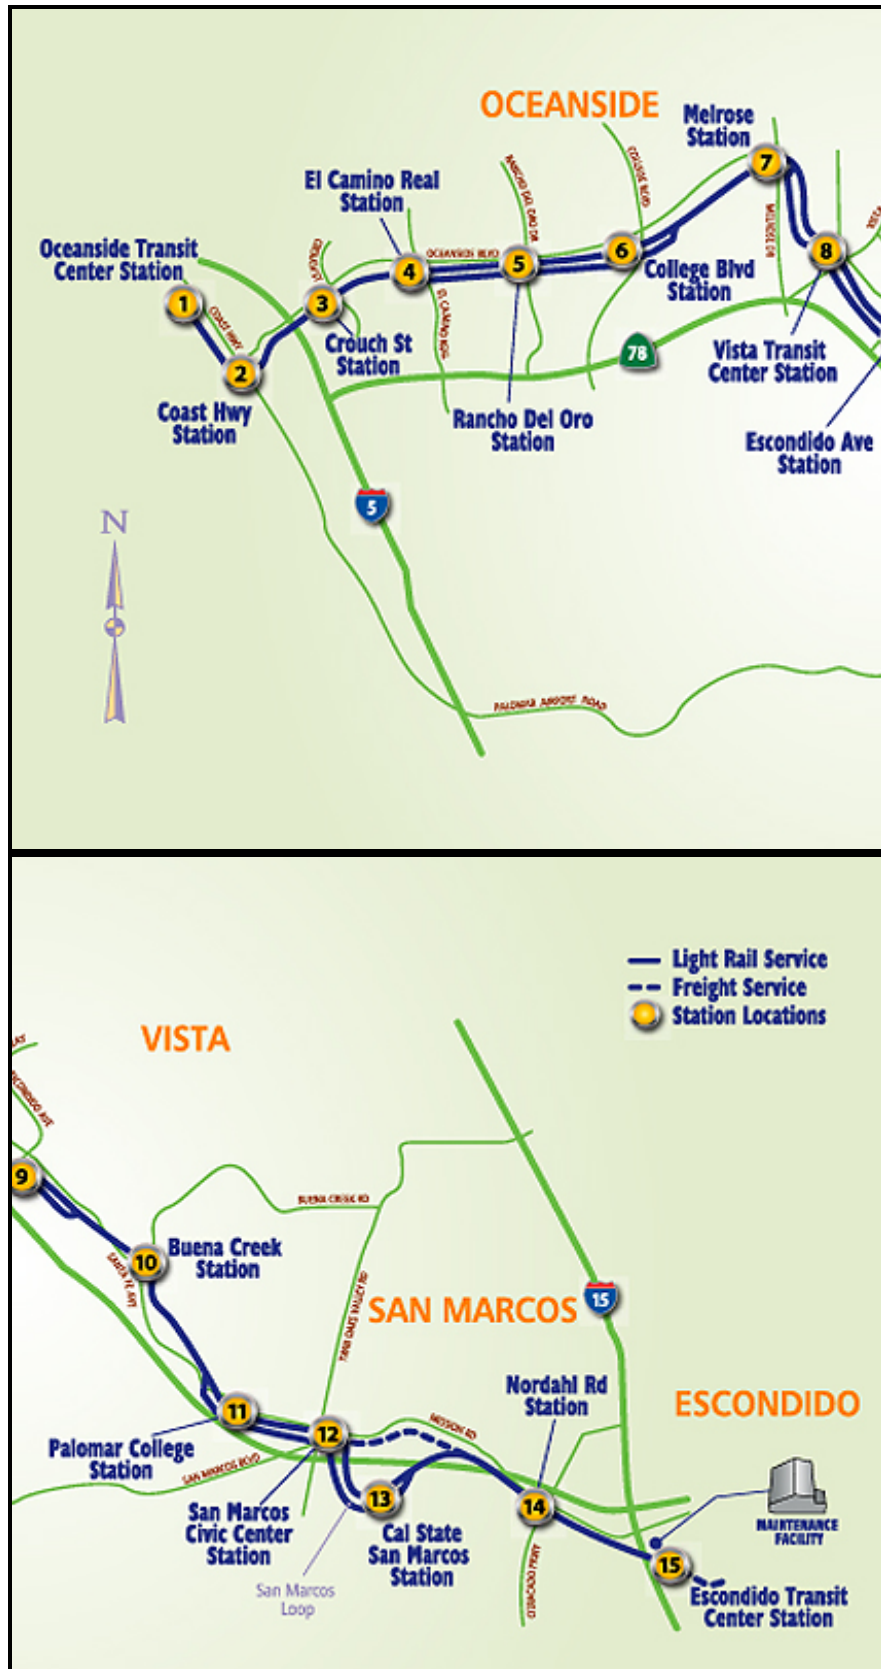 OCEANSIDE
Melrose
Station
7
COLLEGE BLVD
RANCHO DEL ORO DR
El Camino Real
Station
MELROSE DR
Oceanside Transit
Center Station
CROUCH ST
OCEANSIDE BLVD
4
5
6
8
College Blvd
Station
1
COAST HWY
3
EL CAMINO REAL
Crouch St
Station
78
Vista Transit
Center Station
2
Coast Hwy
Station
Rancho Del Oro
Station
Escondido Ave
Station
5
N
PALOMAR AIRPORT ROAD
Light Rail Service
Freight Service
Station Locations
VISTA
ESCONDIDO AVE
9
BUENA CREEK RD
10
Buena Creek
Station
SANTA FE AVE
TWIN OAKS VALLEY RD
SAN MARCOS
15
Nordahl Rd
Station
ESCONDIDO
11
12
MISSION RD
Palomar College
Station
SAN MARCOS BLVD
13
14
San Marcos
Civic Center
Station
Cal State
San Marcos
Station
MAINTENANCE
FACILITY
15
San Marcos
Loop
Escondido Transit
Center Station